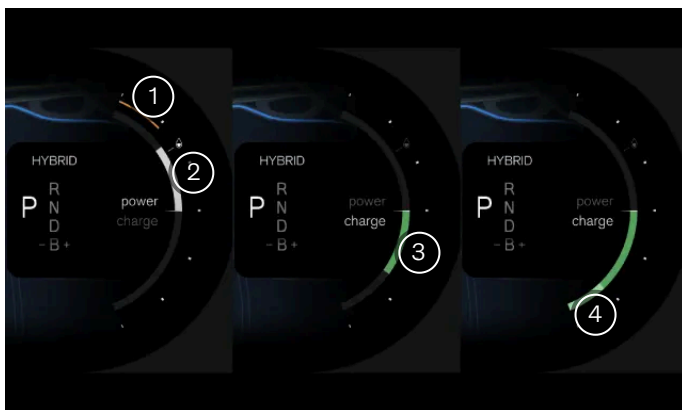 1
2
HYBRID
R
P N
D
- B +
power
charge
HYBRID
R
P N
D
- B +
power
charge
3
HYBRID
R
P N
D
- B +
power
charge
4